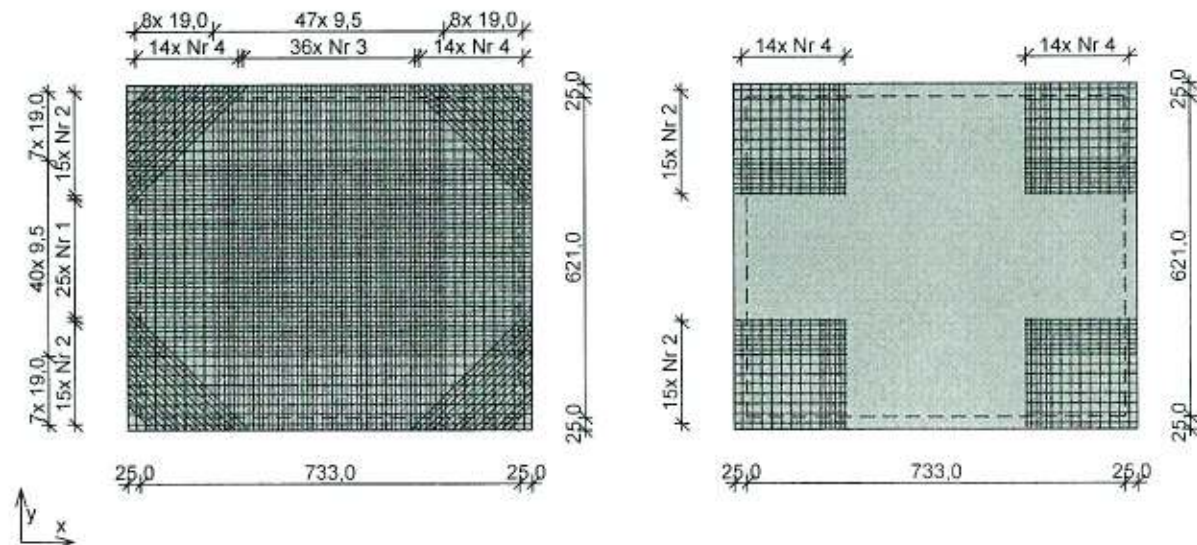 8x 19,0 47x 9,5 8x 19,0
14x Nr 4 36x Nr 3 14x Nr 4
14x Nr 4 14x Nr 4
7x 19,0 40x 9,5 7x 19,0
15x Nr 2 25x Nr 1 15x Nr 2
25,0 621,0 25,0
15x Nr 2 15x Nr 2
25,0 621,0 25,0
25,0 733,0 25,0
25,0 733,0 25,0
y
x